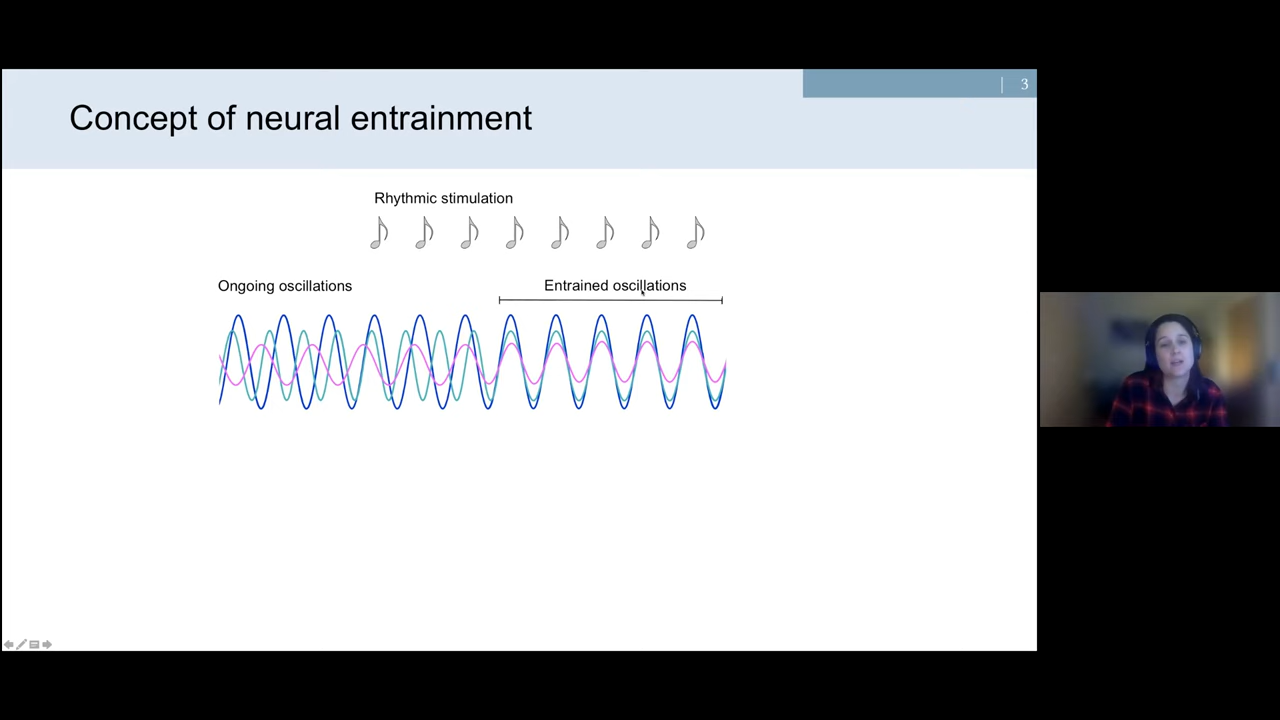 3
Concept of neural entrainment
Rhythmic stimulation
Ongoing oscillations
Entrained oscillations